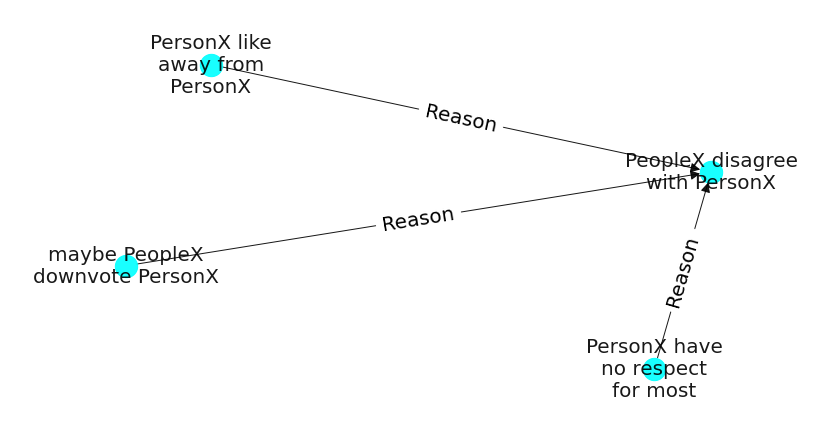 PersonX like
away from
PersonX
Reason
PeopleX disagree
with PersonX
Reason
maybe PeopleX
downvote PersonX
Reason
PersonX have
no respect
for most